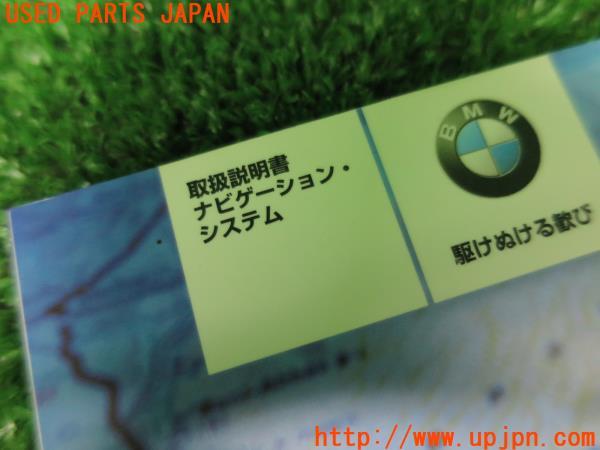 USED PARTS JAPAN
取扱説明書
ナビゲーション・
システム
BMW
駆けぬける歓び
http://www.upjpn.com